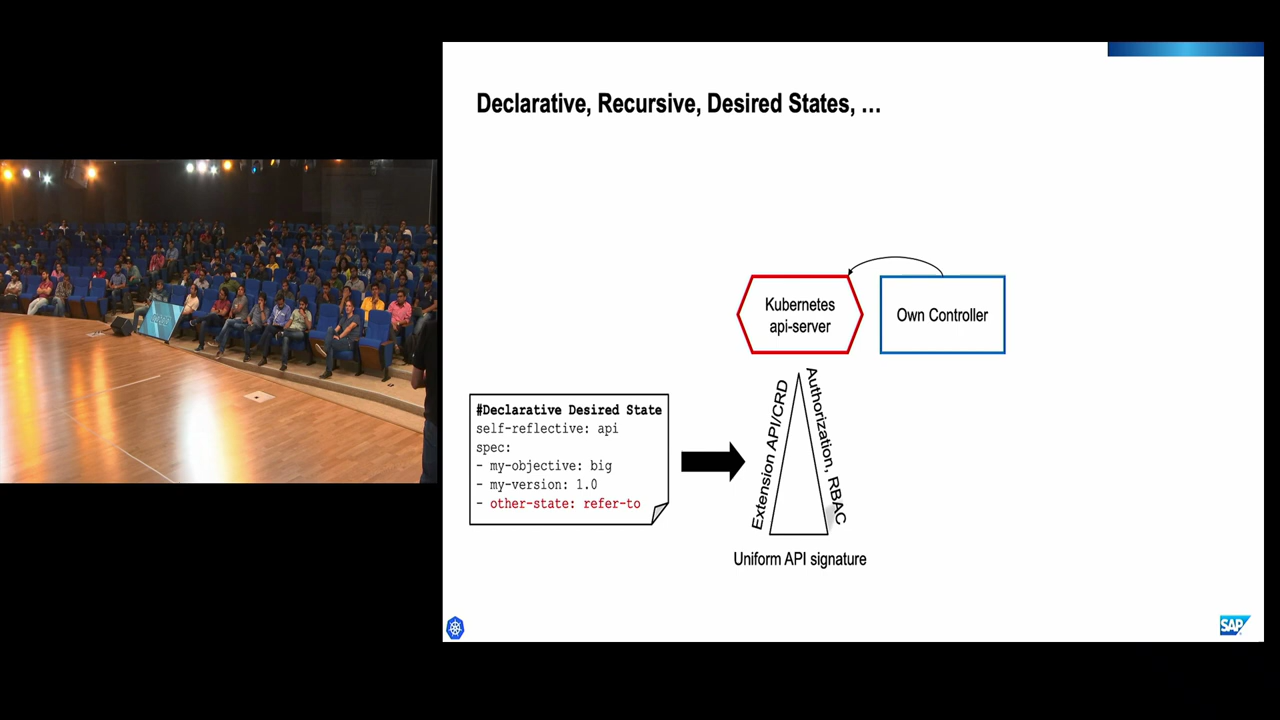 Declarative, Recursive, Desired States, ...
Kubernetes
api-server
Own Controller
#Declarative Desired State
self-reflective: api
spec:
- my-objective: big
- my-version: 1.0
- other-state: refer-to
Extension API/CRD
Authorization, RBAC
Uniform API signature
SAP